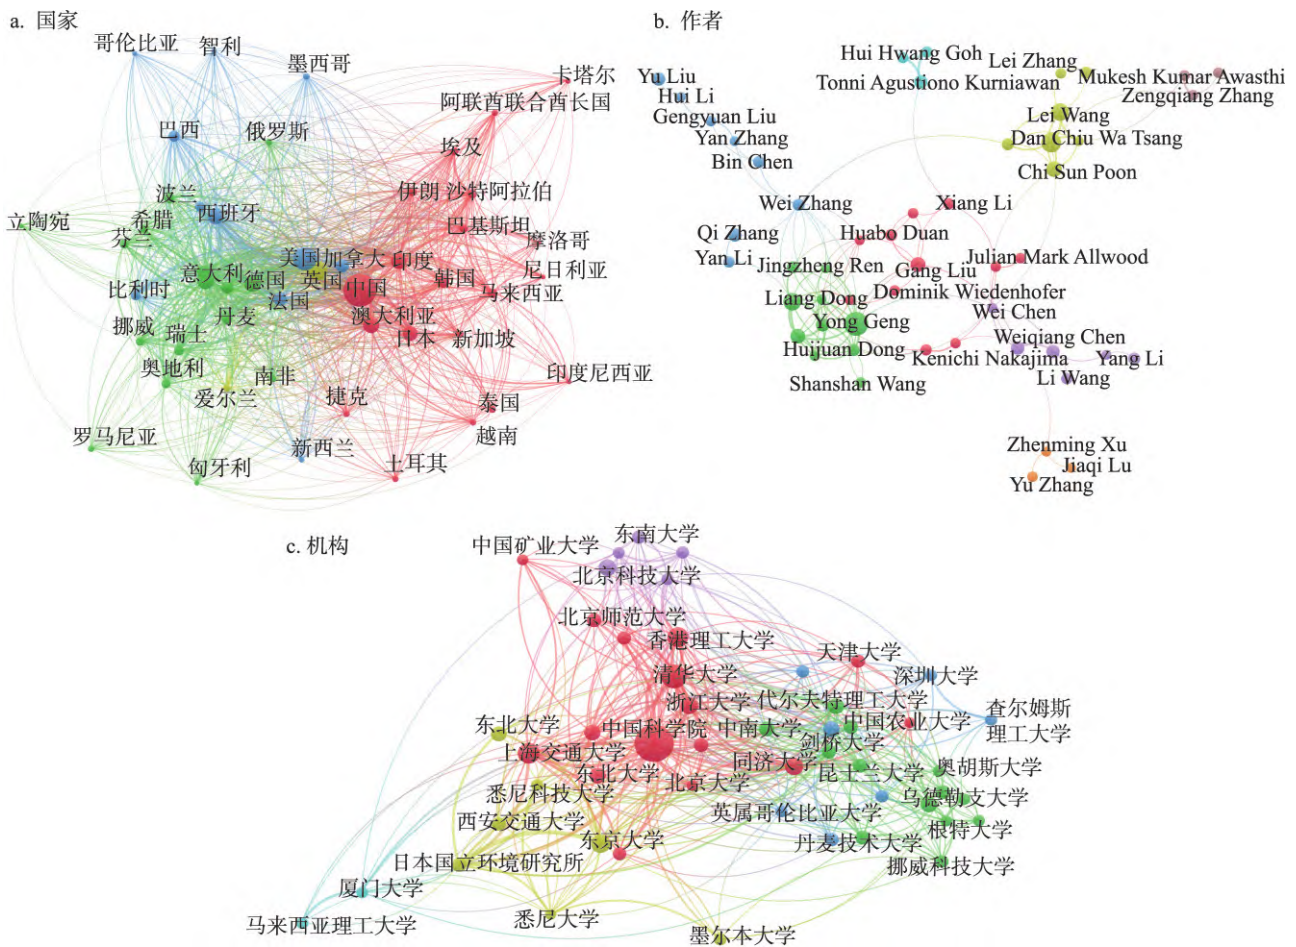 a. 国家
哥伦比亚
智利
墨西哥
卡塔尔
阿联酋联合酋长国
巴西
俄罗斯
埃及
波兰
伊朗
沙特阿拉伯
立陶宛
希腊
西班牙
巴基斯坦
芬兰
摩洛哥
美国
加拿大
印度
意大利
德国
英国
韩国
尼日利亚
比利时
法国
中国
马来西亚
挪威
丹麦
澳大利亚
瑞士
日本
新加坡
奥地利
南非
印度尼西亚
爱尔兰
捷克
泰国
罗马尼亚
新西兰
越南
匈牙利
土耳其
b. 作者
Hui Hwang Goh
Lei Zhang
Yu Liu
Tonni Agustiono Kurniawan
Mukesh Kumar Awasthi
Hui Li
Zengqiang Zhang
Gengyuan Liu
Lei Wang
Yan Zhang
Dan Chiu Wa Tsang
Bin Chen
Chi Sun Poon
Wei Zhang
Xiang Li
Qi Zhang
Huabo Duan
Yan Li
Julian Mark Allwood
Jingzheng Ren
Gang Liu
Liang Dong
Dominik Wiedenhofer
Wei Chen
Yong Geng
Weiqiang Chen
Huijuan Dong
Kenichi Nakajima
Yang Li
Shanshan Wang
Li Wang
Zhenming Xu
Jiaqi Lu
Yu Zhang
c. 机构
东南大学
中国矿业大学
北京科技大学
北京师范大学
香港理工大学
天津大学
清华大学
深圳大学
浙江大学
代尔夫特理工大学
查尔姆斯
理工大学
东北大学
中国科学院
中南大学
中国农业大学
上海交通大学
剑桥大学
同济大学
东北大学
北京大学
昆士兰大学
奥胡斯大学
悉尼科技大学
乌德勒支大学
西安交通大学
英属哥伦比亚大学
东京大学
丹麦技术大学
根特大学
日本国立环境研究所
挪威科技大学
厦门大学
马来西亚理工大学
悉尼大学
墨尔本大学